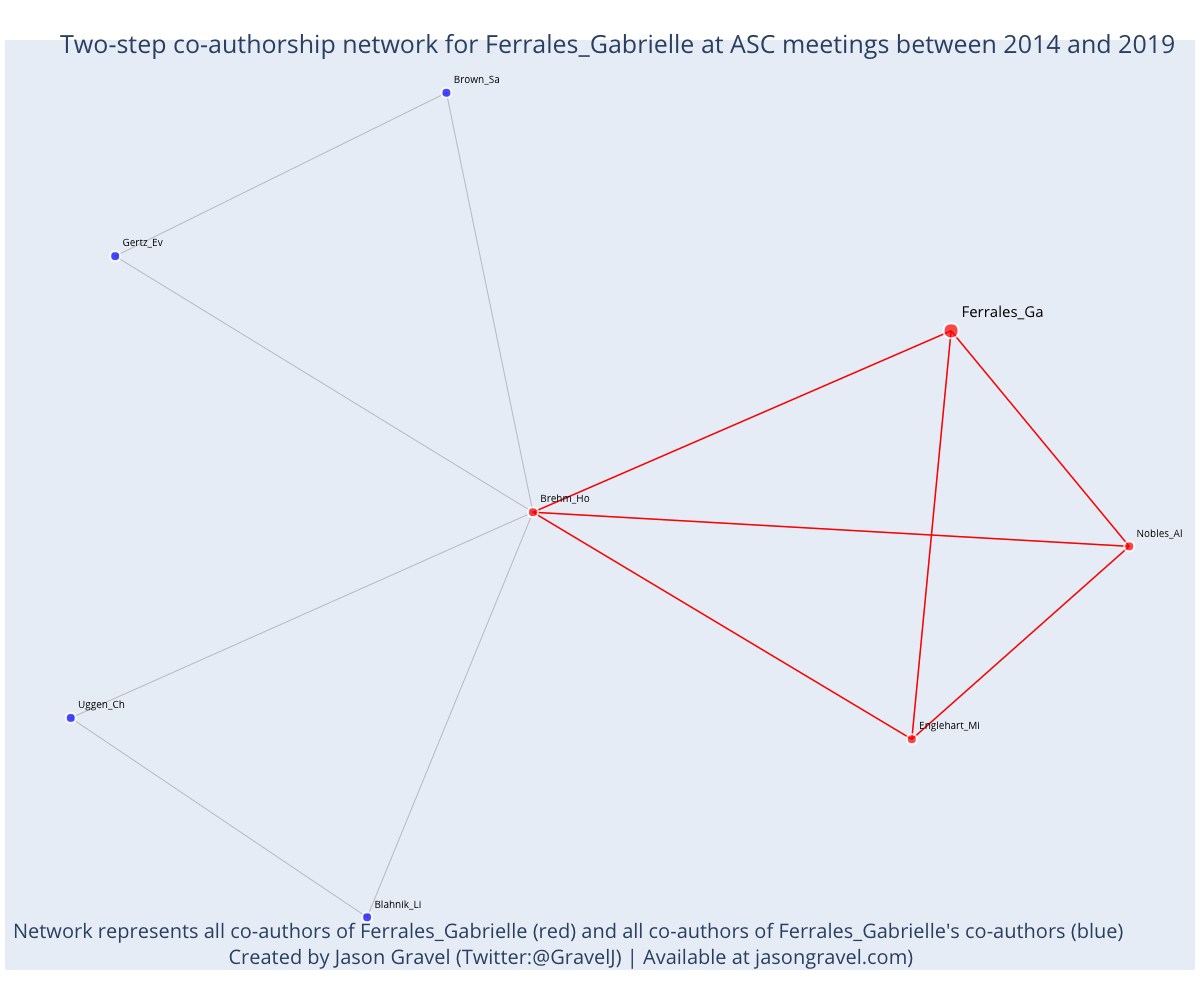 Two-step co-authorship network for Ferrales_Gabrielle at ASC meetings between 2014 and 2019
Brown_Sa
Gertz_Ev
Ferrales_Ga
Brehm_Ho
Nobles_Al
Uggen_Ch
Englehart_Mi
Blahnik_Li
Network represents all co-authors of Ferrales_Gabrielle (red) and all co-authors of Ferrales_Gabrielle's co-authors (blue)
Created by Jason Gravel (Twitter:@GravelJ) | Available at jasongravel.com)